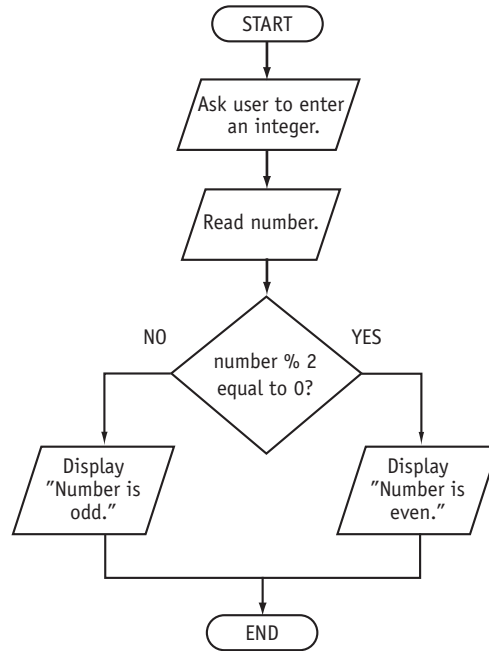 START
Ask user to enter
an integer.
Read number.
NO
YES
number % 2
equal to 0?
Display
"Number is
odd."
Display
"Number is
even."
END